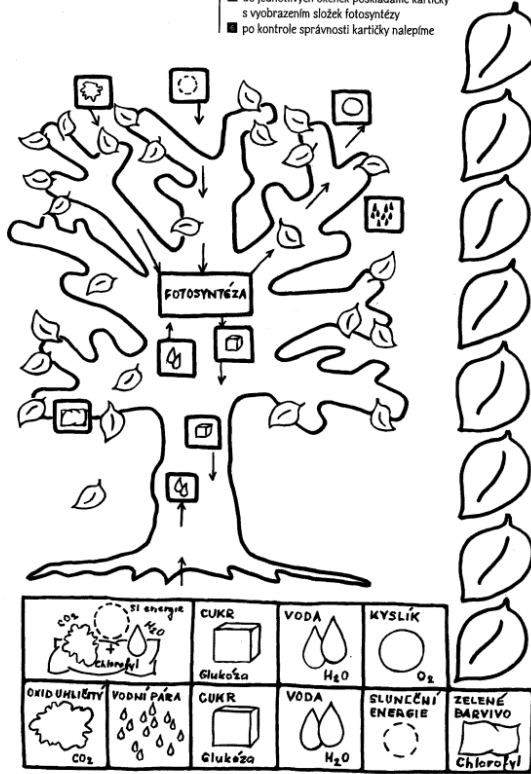 do jednotlivých okének poskládáme kartičky
s vyobrazením složek fotosyntézy
po kontrole správnosti kartičky nalepíme
FOTOSYNTÉZA
CO2
sl energie
H2O
+
Chlorofyl
CUKR
Glukóza
VODA
H2O
KYSLÍK
O2
OXID UHLIČITÝ
CO2
VODNÍ PÁRA
CUKR
Glukóza
VODA
H2O
SLUNEČNÍ
ENERGIE
ZELENÉ
BARVIVO
Chlorofyl